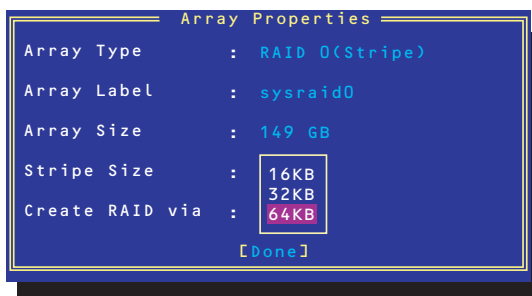 Array Properties
Array Type : RAID 0(Stripe)
Array Label : sysraid0
Array Size : 149 GB
Stripe Size : 16KB
32KB
Create RAID via : 64KB
[Done]